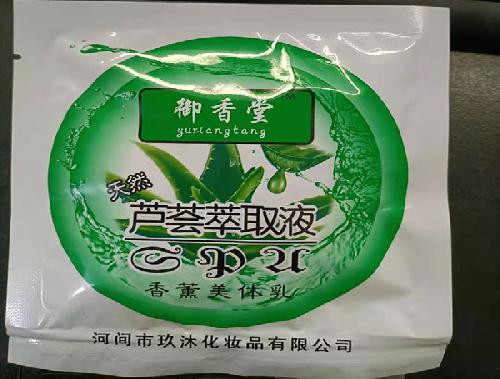 御香堂 TM
yuxiangtang
天然
芦荟萃取液
SPU
香薰美体乳
河间市玖沐化妆品有限公司